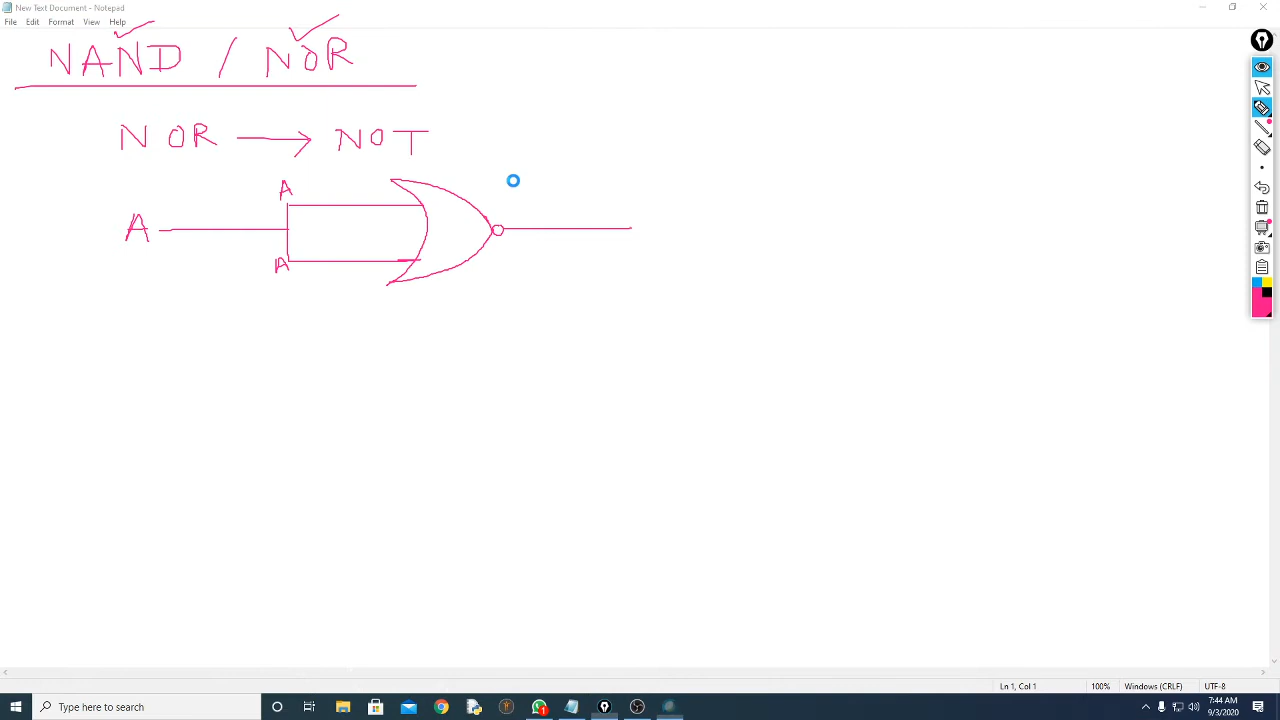 New Text Document - Notepad
File Edit Format View Help
NAND / NOR
NOR → NOT
A
A
A
Ln 1, Col 1 100% Windows (CRLF) UTF-8
Type here to search
1
7:44 AM
9/3/2020